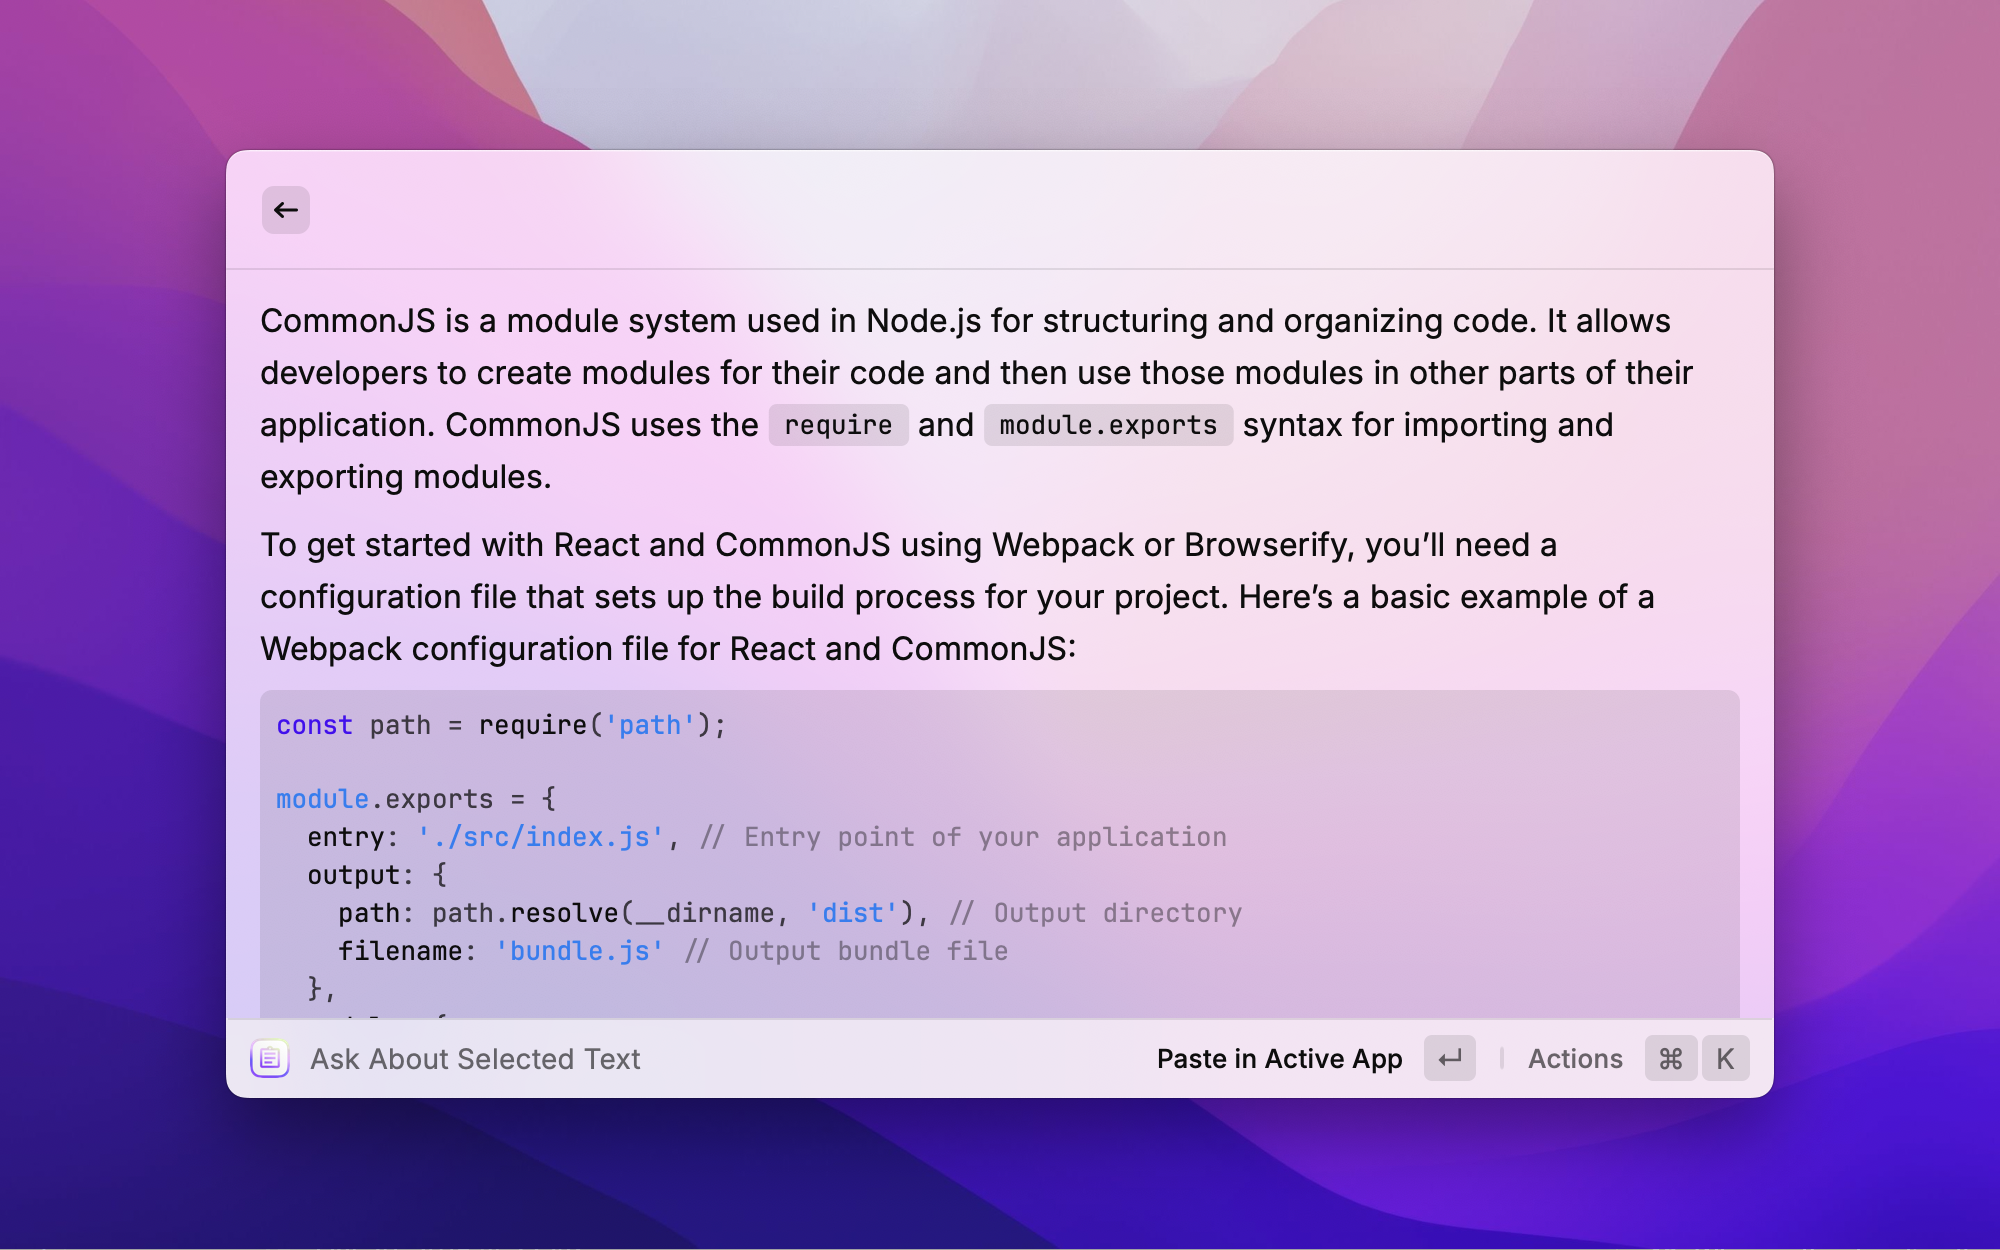 CommonJS is a module system used in Node.js for structuring and organizing code. It allows
developers to create modules for their code and then use those modules in other parts of their
application. CommonJS uses the require and module.exports syntax for importing and
exporting modules.
To get started with React and CommonJS using Webpack or Browserify, you’ll need a
configuration file that sets up the build process for your project. Here’s a basic example of a
Webpack configuration file for React and CommonJS:
const path = require('path');
module.exports = {
  entry: './src/index.js', // Entry point of your application
  output: {
    path: path.resolve(__dirname, 'dist'), // Output directory
    filename: 'bundle.js' // Output bundle file
  },
Ask About Selected Text
Paste in Active App ↵ | Actions ⌘ K